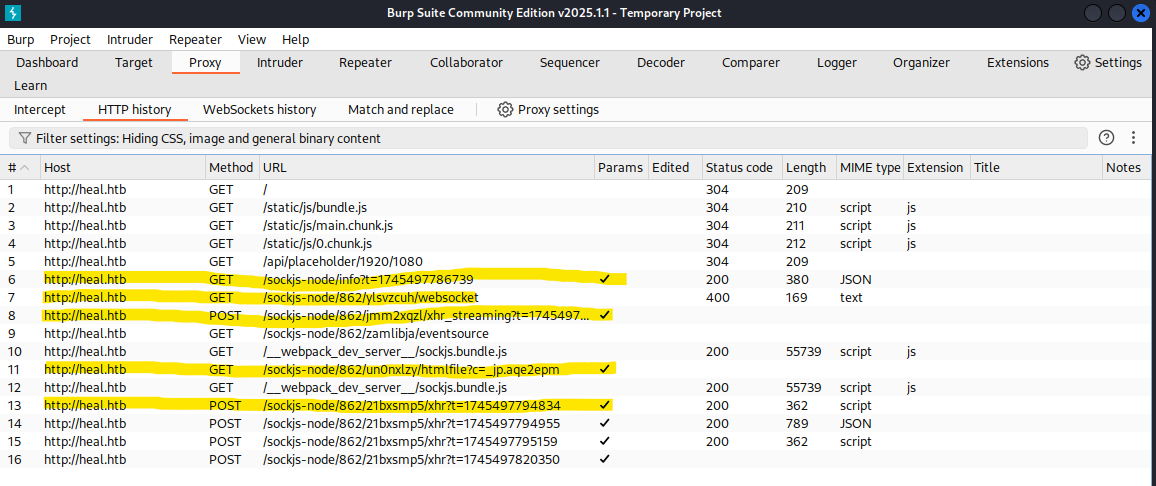 Burp Suite Community Edition v2025.1.1 - Temporary Project
Burp Project Intruder Repeater View Help
Dashboard Target Proxy Intruder Repeater Collaborator Sequencer Decoder Comparer Logger Organizer Extensions Settings
Learn
Intercept HTTP history WebSockets history Match and replace Proxy settings
Filter settings: Hiding CSS, image and general binary content
# Host Method URL Params Edited Status code Length MIME type Extension Title Notes
1 http://heal.htb GET / 304 209
2 http://heal.htb GET /static/js/bundle.js 304 210 script js
3 http://heal.htb GET /static/js/main.chunk.js 304 211 script js
4 http://heal.htb GET /static/js/0.chunk.js 304 212 script js
5 http://heal.htb GET /api/placeholder/1920/1080 304 209
6 http://heal.htb GET /sockjs-node/info?t=1745497786739 ✓ 200 380 JSON
7 http://heal.htb GET /sockjs-node/862/ylsvzcuh/websocket 400 169 text
8 http://heal.htb POST /sockjs-node/862/jmm2xqzl/xhr_streaming?t=1745497... ✓
9 http://heal.htb GET /sockjs-node/862/zamlibja/eventsource
10 http://heal.htb GET /__webpack_dev_server__/sockjs.bundle.js 200 55739 script js
11 http://heal.htb GET /sockjs-node/862/un0nxlzy/htmlfile?c=_jp.aqe2epm ✓
12 http://heal.htb GET /__webpack_dev_server__/sockjs.bundle.js 200 55739 script js
13 http://heal.htb POST /sockjs-node/862/21bxsmp5/xhr?t=1745497794834 ✓ 200 362 script
14 http://heal.htb POST /sockjs-node/862/21bxsmp5/xhr?t=1745497794955 ✓ 200 789 JSON
15 http://heal.htb POST /sockjs-node/862/21bxsmp5/xhr?t=1745497795159 ✓ 200 362 script
16 http://heal.htb POST /sockjs-node/862/21bxsmp5/xhr?t=1745497820350 ✓